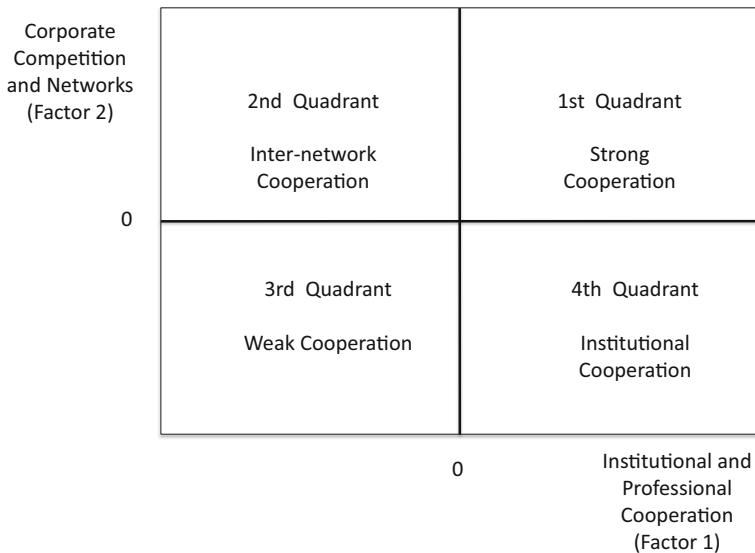 Corporate
Competition
and Networks
(Factor 2)
2nd Quadrant
Inter-network
Cooperation
1st Quadrant
Strong
Cooperation
0
3rd Quadrant
Weak Cooperation
4th Quadrant
Institutional
Cooperation
0
Institutional and
Professional
Cooperation
(Factor 1)